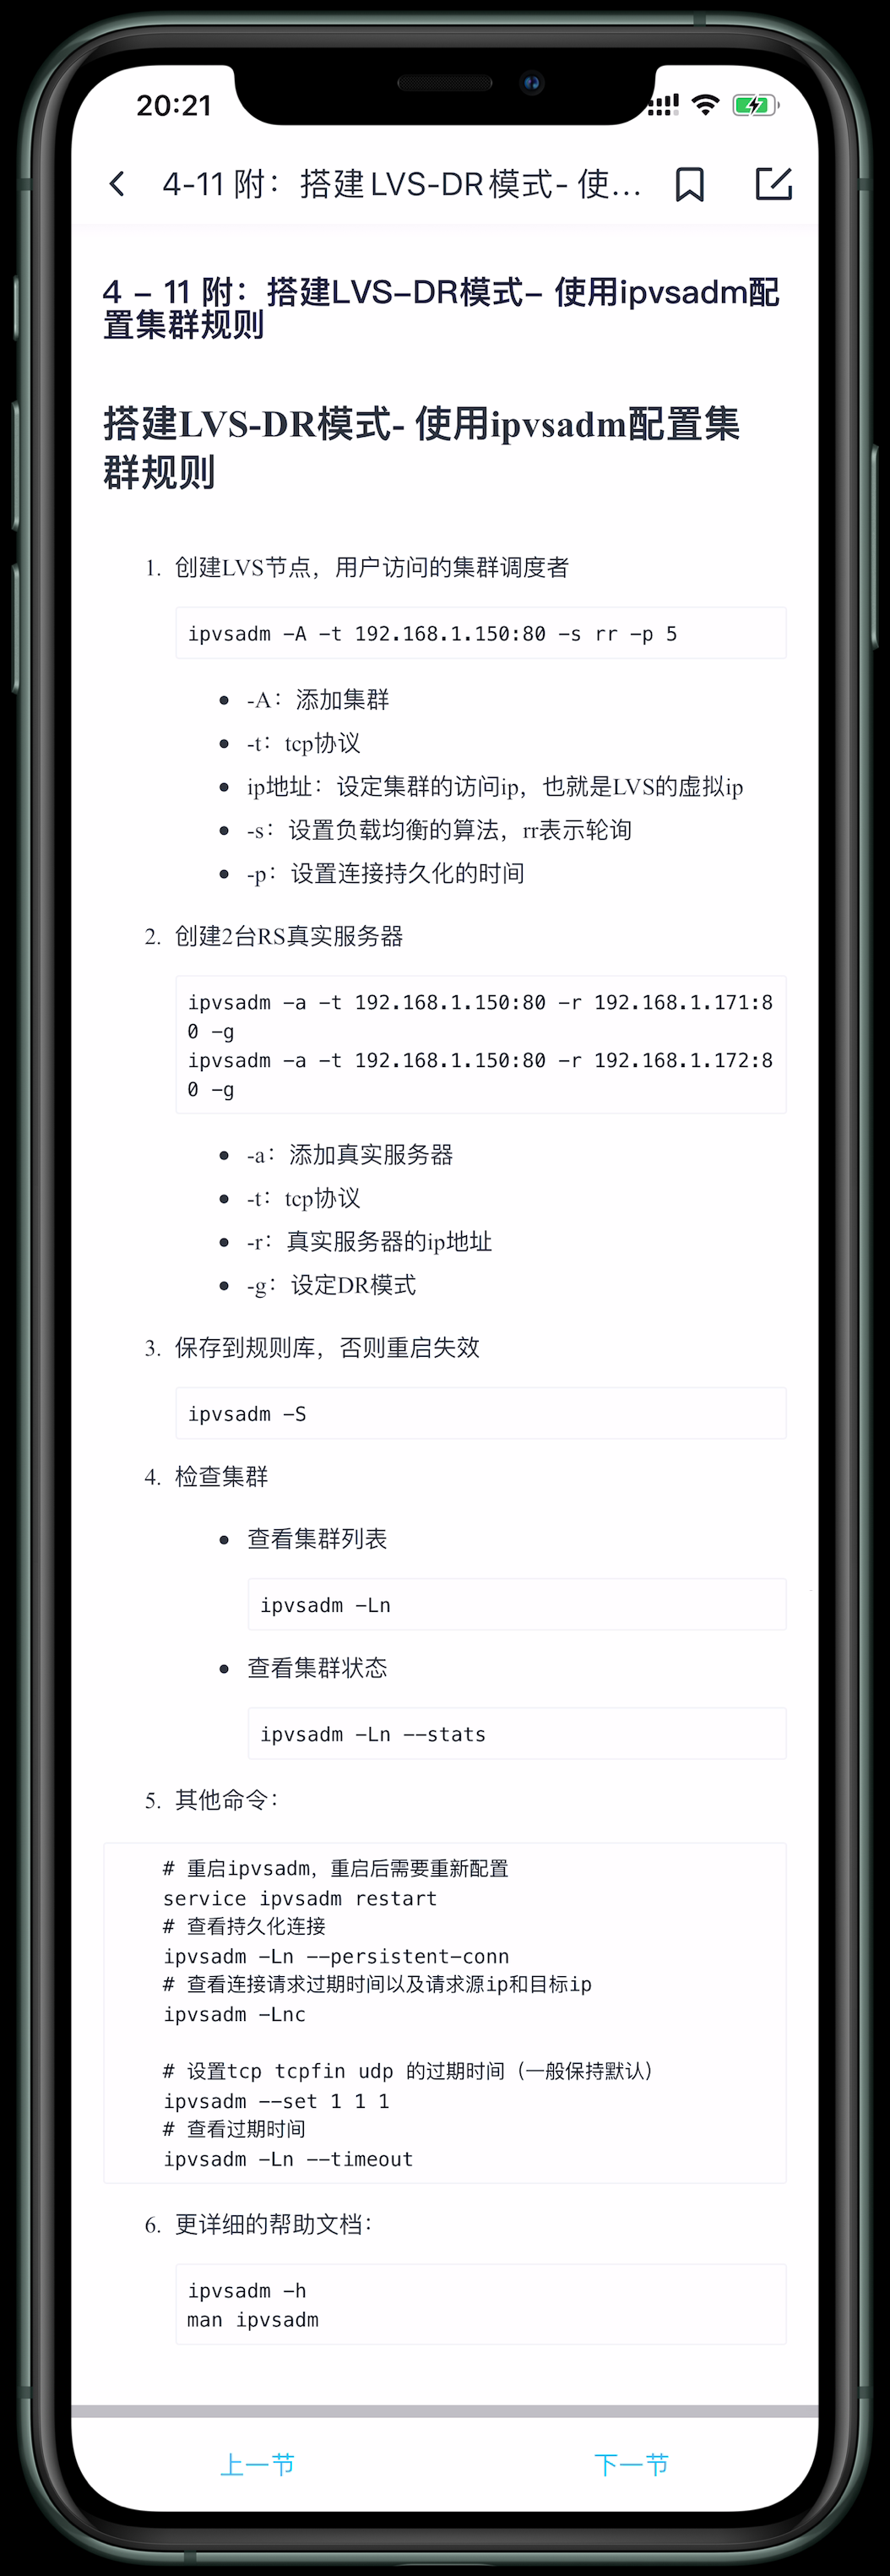 20:21
4-11 附：搭建LVS-DR模式- 使...
4 – 11 附：搭建LVS–DR模式– 使用ipvsadm配
置集群规则
搭建LVS-DR模式- 使用ipvsadm配置集
群规则
1. 创建LVS节点，用户访问的集群调度者
ipvsadm -A -t 192.168.1.150:80 -s rr -p 5
• -A：添加集群
• -t：tcp协议
• ip地址：设定集群的访问ip，也就是LVS的虚拟ip
• -s：设置负载均衡的算法，rr表示轮询
• -p：设置连接持久化的时间
2. 创建2台RS真实服务器
ipvsadm -a -t 192.168.1.150:80 -r 192.168.1.171:8
0 -g
ipvsadm -a -t 192.168.1.150:80 -r 192.168.1.172:8
0 -g
• -a：添加真实服务器
• -t：tcp协议
• -r：真实服务器的ip地址
• -g：设定DR模式
3. 保存到规则库，否则重启失效
ipvsadm -S
4. 检查集群
• 查看集群列表
ipvsadm -Ln
• 查看集群状态
ipvsadm -Ln --stats
5. 其他命令：
# 重启ipvsadm，重启后需要重新配置
service ipvsadm restart
# 查看持久化连接
ipvsadm -Ln --persistent-conn
# 查看连接请求过期时间以及请求源ip和目标ip
ipvsadm -Lnc
# 设置tcp tcpfin udp 的过期时间（一般保持默认）
ipvsadm --set 1 1 1
# 查看过期时间
ipvsadm -Ln --timeout
6. 更详细的帮助文档：
ipvsadm -h
man ipvsadm
上一节 下一节